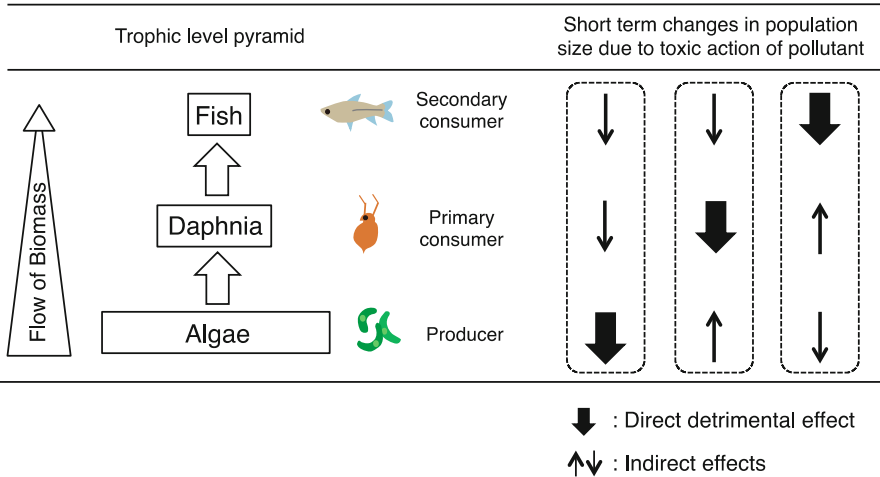 Trophic level pyramid
Short term changes in population
size due to toxic action of pollutant
Flow of Biomass
Fish
Secondary
consumer
Daphnia
Primary
consumer
Algae
Producer
: Direct detrimental effect
: Indirect effects